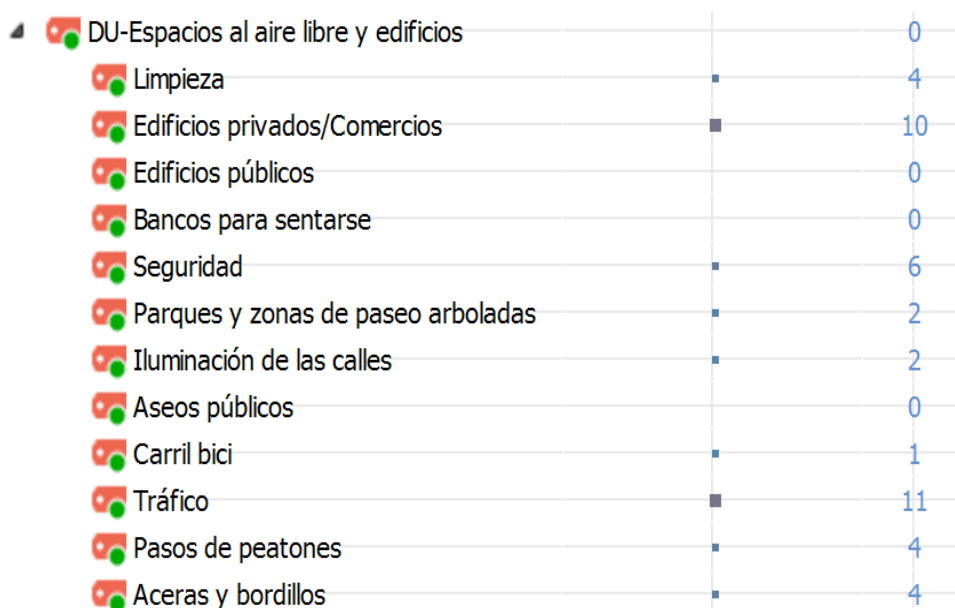 DU-Espacios al aire libre y edificios 0
Limpieza 4
Edificios privados/Comercios 10
Edificios públicos 0
Bancos para sentarse 0
Seguridad 6
Parques y zonas de paseo arboladas 2
Iluminación de las calles 2
Aseos públicos 0
Carril bici 1
Tráfico 11
Pasos de peatones 4
Aceras y bordillos 4